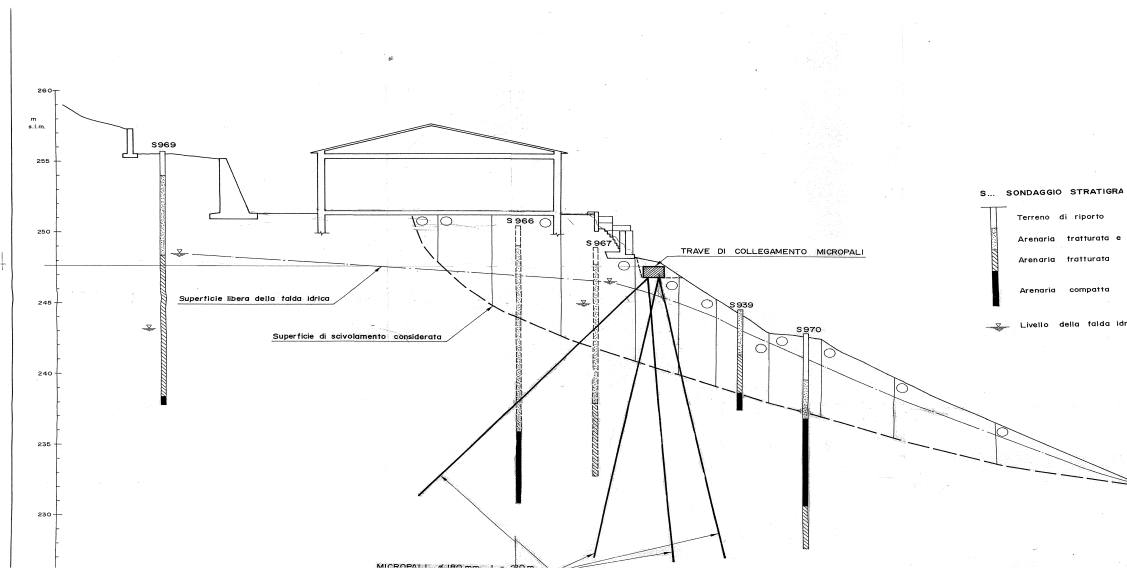 260
m
s.l.m.
S969
255
S... SONDAGGIO STRATIGRA
Terreno di riporto
S 966
250
Arenaria fratturata e
S 967
TRAVE DI COLLEGAMENTO MICROPALI
Arenaria fratturata
Arenaria compatta
Superficie libera della falda idrica
245
S939
Livello della falda idr
S970
Superficie di scivolamento considerata
240
235
230
MICROPALI